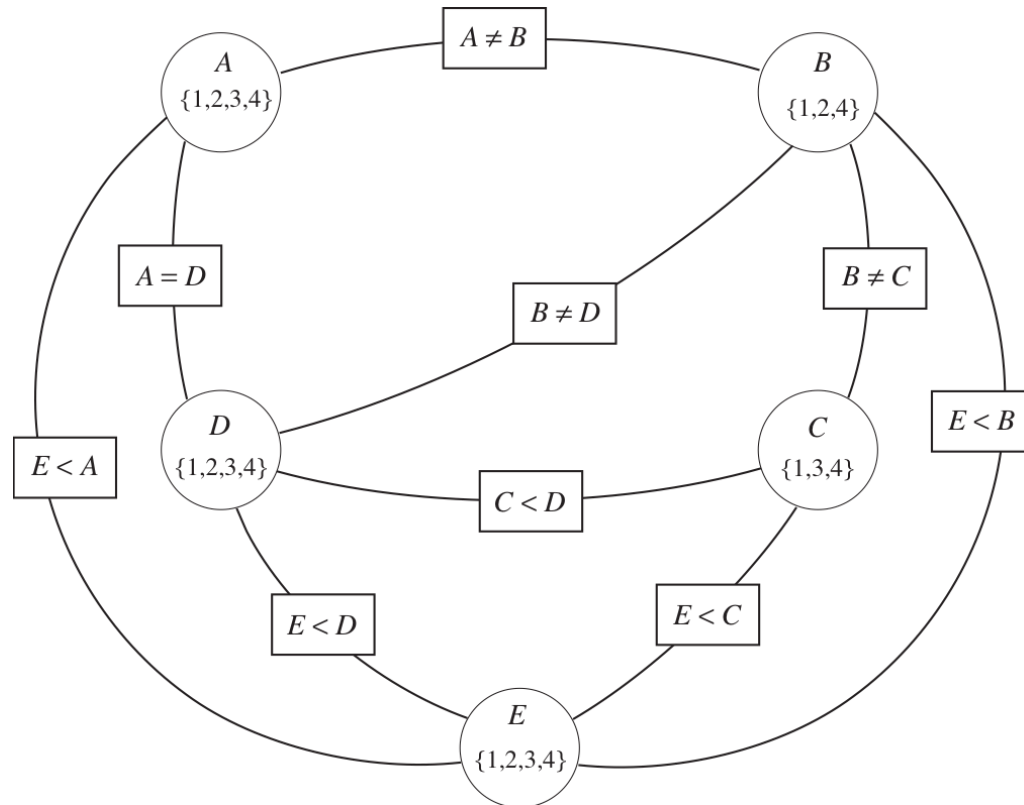 A ≠ B
A
{1,2,3,4}
B
{1,2,4}
A = D
B ≠ C
B ≠ D
E < B
D
{1,2,3,4}
C
{1,3,4}
E < A
C < D
E < D
E < C
E
{1,2,3,4}